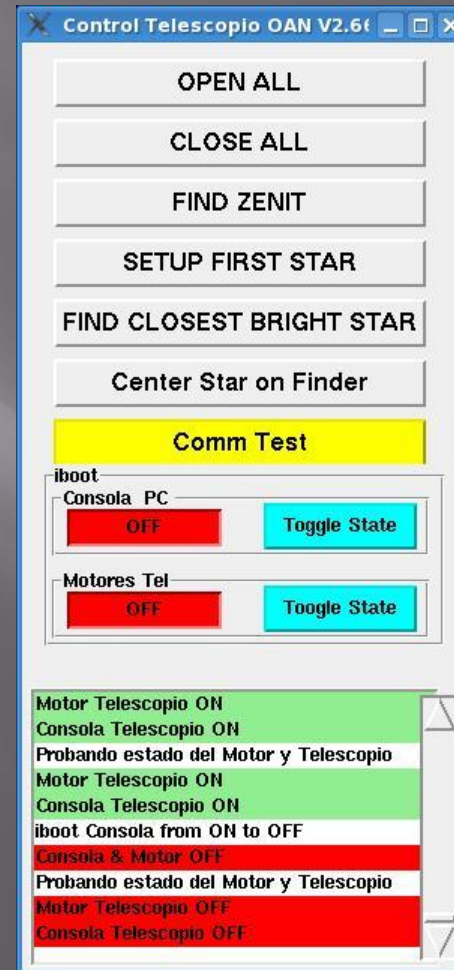 Control Telescopio OAN V2.66
OPEN ALL
CLOSE ALL
FIND ZENIT
SETUP FIRST STAR
FIND CLOSEST BRIGHT STAR
Center Star on Finder
Comm Test
iboot
Consola PC
OFF Toggle State
Motores Tel
OFF Toogle State
Motor Telescopio ON
Consola Telescopio ON
Probando estado del Motor y Telescopio
Motor Telescopio ON
Consola Telescopio ON
iboot Consola from ON to OFF
Consola & Motor OFF
Probando estado del Motor y Telescopio
Motor Telescopio OFF
Consola Telescopio OFF